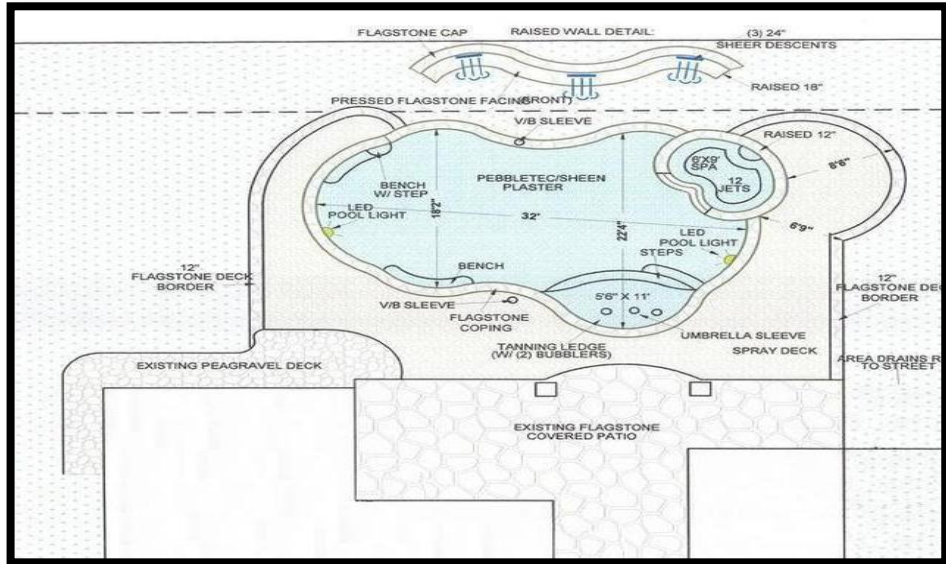 FLAGSTONE CAP
RAISED WALL DETAIL:
(3) 24"
SHEER DESCENTS
RAISED 18"
PRESSED FLAGSTONE FACING
(FRONT)
V/B SLEEVE
RAISED 12"
6'X9'
SPA
12
JETS
8'8"
6'9"
BENCH
W/ STEP
PEBBLETEC/SHEEN
PLASTER
LED
POOL LIGHT
18'2"
32'
22'4"
LED
POOL LIGHT
STEPS
BENCH
12"
FLAGSTONE DECK
BORDER
V/B SLEEVE
FLAGSTONE
COPING
5'6" X 11'
12"
FLAGSTONE DEC
BORDER
UMBRELLA SLEEVE
TANNING LEDGE
(W/ (2) BUBBLERS)
SPRAY DECK
AREA DRAINS R
TO STREET
EXISTING PEAGRAVEL DECK
EXISTING FLAGSTONE
COVERED PATIO